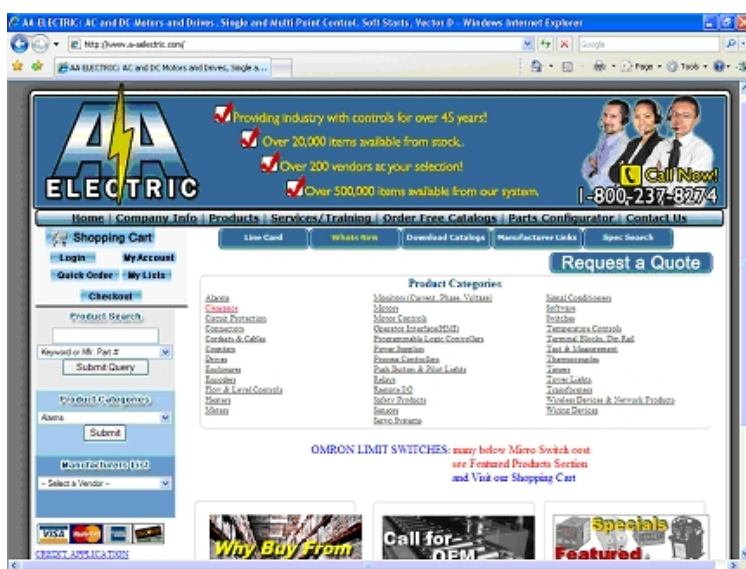 AA ELECTRIC: AC and DC Motors and Drives, Single and Multi Point Control, Soft Starts, Vector D - Windows Internet Explorer
http://www.a-aelectric.com/
Google
AA ELECTRIC: AC and DC Motors and Drives, Single a...
Page
Tools
AA
ELECTRIC
Providing industry with controls for over 45 years!
Over 20,000 items available from stock.
Over 200 vendors at your selection!
Over 500,000 items available from our system.
Call Now!
1-800-237-8274
Home | Company Info | Products | Services/Training | Order Free Catalogs | Parts Configurator | Contact Us
Shopping Cart
Line Card
Whats New
Download Catalogs
Manufacturer Links
Spec Search
Login
My Account
Quick Order
My Lists
Checkout
Request a Quote
Product Categories
Alarms
Monitors (Current, Phase, Voltage)
Signal Conditioners
Clearance
Motors
Software
Circuit Protection
Motor Controls
Switches
Connectors
Operator Interface(HMI)
Temperature Controls
Cordsets & Cables
Programmable Logic Controllers
Terminal Blocks, Din Rail
Counters
Power Supplies
Test & Measurement
Drives
Process Controllers
Thermocouples
Enclosures
Push Button & Pilot Lights
Timers
Encoders
Relays
Tower Lights
Flow & Level Controls
Remote I/O
Transformers
Heaters
Safety Products
Wireless Devices & Network Products
Meters
Sensors
Wiring Devices
Servo Systems
Product Search
Keyword or Mfr. Part #
Submit Query
Product Categories
Alarms
Submit
Manufacturers List
- Select a Vendor -
OMRON LIMIT SWITCHES: many below Micro Switch cost
see Featured Products Section
and Visit our Shopping Cart
VISA
CREDIT APPLICATION
Why Buy From
Call for
OEM
Specials
Featured